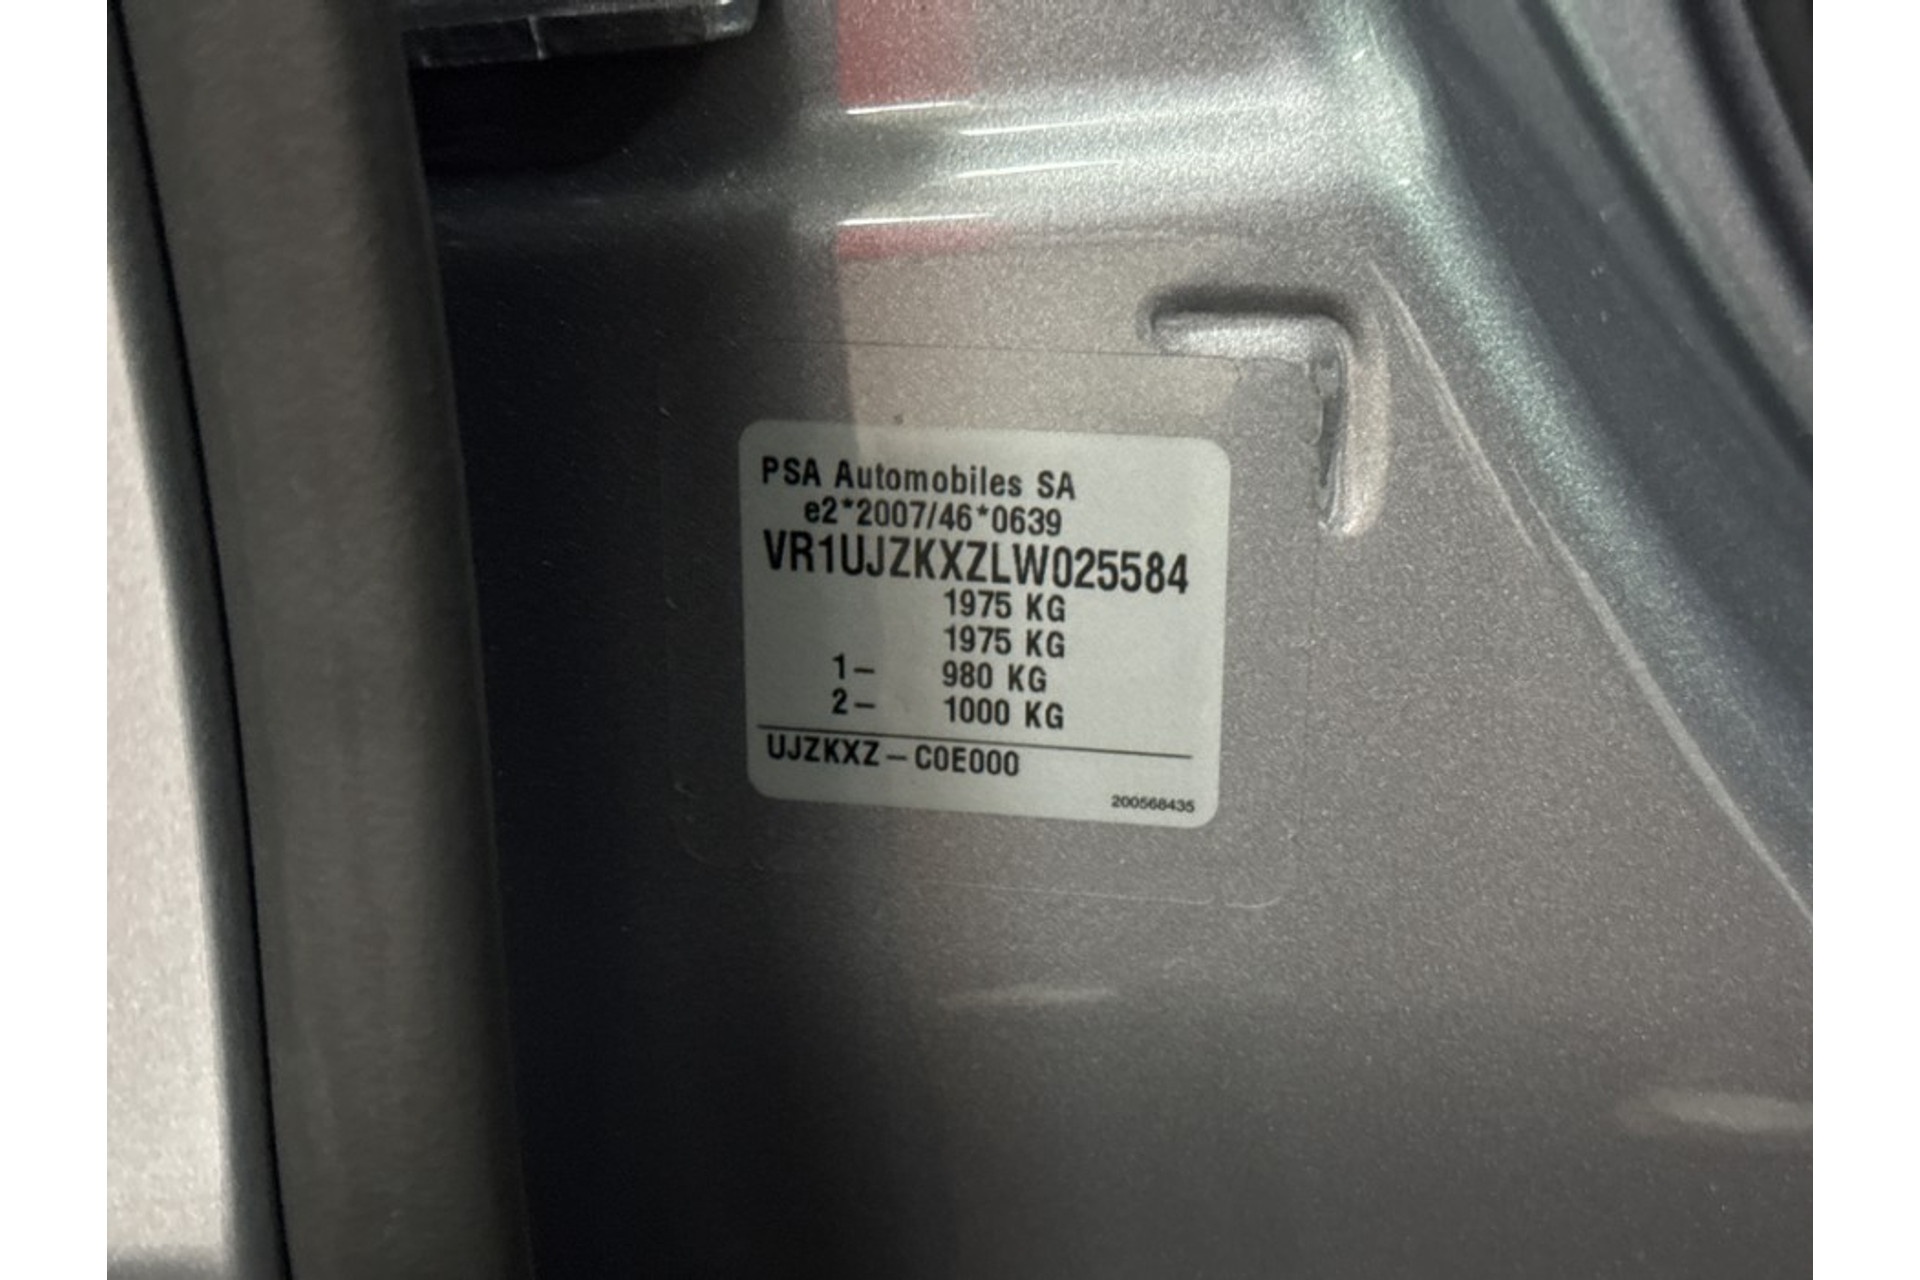 PSA Automobiles SA
e2*2007/46*0639
VR1UJZKXZLW025584
1975 KG
1975 KG
1- 980 KG
2- 1000 KG
UJZKXZ-C0E000
200568435